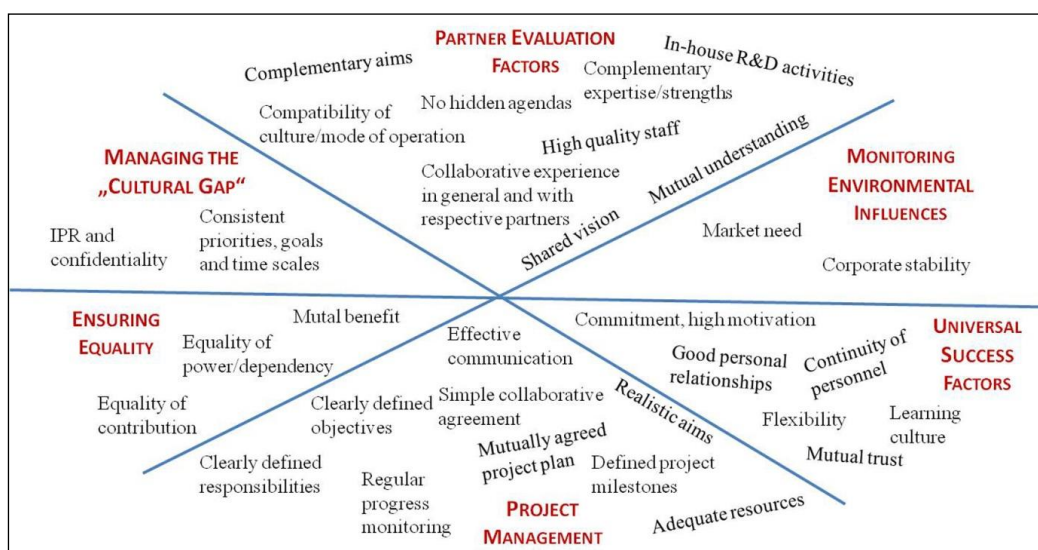 PARTNER EVALUATION
FACTORS
Complementary aims
In-house R&D activities
Complementary
expertise/strengths
No hidden agendas
Compatibility of
culture/mode of operation
High quality staff
Mutual understanding
Collaborative experience
in general and with
respective partners
Shared vision
MANAGING THE
„CULTURAL GAP“
IPR and
confidentiality
Consistent
priorities, goals
and time scales
MONITORING
ENVIRONMENTAL
INFLUENCES
Market need
Corporate stability
ENSURING
EQUALITY
Mutal benefit
Equality of
power/dependency
Equality of
contribution
Effective
communication
Simple collaborative
agreement
Clearly defined
objectives
Clearly defined
responsibilities
Regular
progress
monitoring
Mutually agreed
project plan
Defined project
milestones
Realistic aims
Adequate resources
PROJECT
MANAGEMENT
Commitment, high motivation
Good personal
relationships
Continuity of
personnel
UNIVERSAL
SUCCESS
FACTORS
Flexibility
Learning
culture
Mutual trust